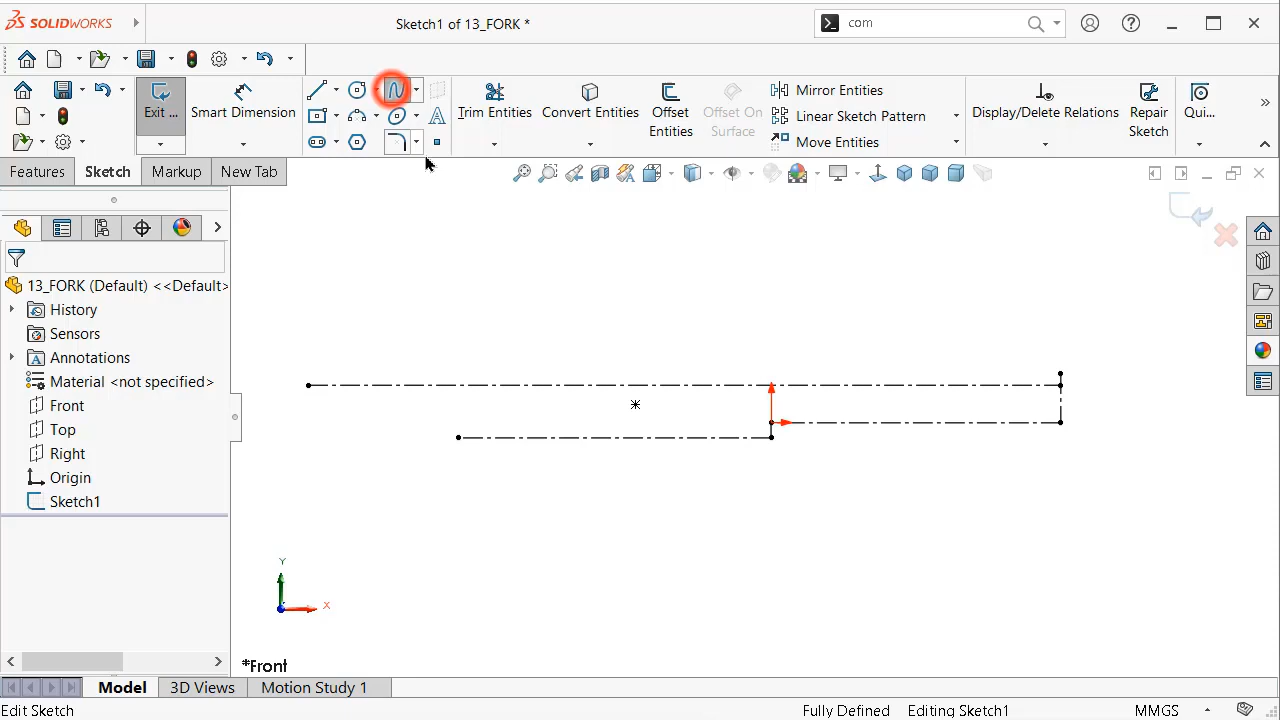 SOLIDWORKS
Sketch1 of 13_FORK *
com
Exit ...
Smart Dimension
Trim Entities
Convert Entities
Offset Entities
Offset On Surface
Mirror Entities
Linear Sketch Pattern
Move Entities
Display/Delete Relations
Repair Sketch
Qui...
Features
Sketch
Markup
New Tab
13_FORK (Default) <<Default>
History
Sensors
Annotations
Material <not specified>
Front
Top
Right
Origin
Sketch1
Y
X
*Front
Model
3D Views
Motion Study 1
Edit Sketch
Fully Defined
Editing Sketch1
MMGS